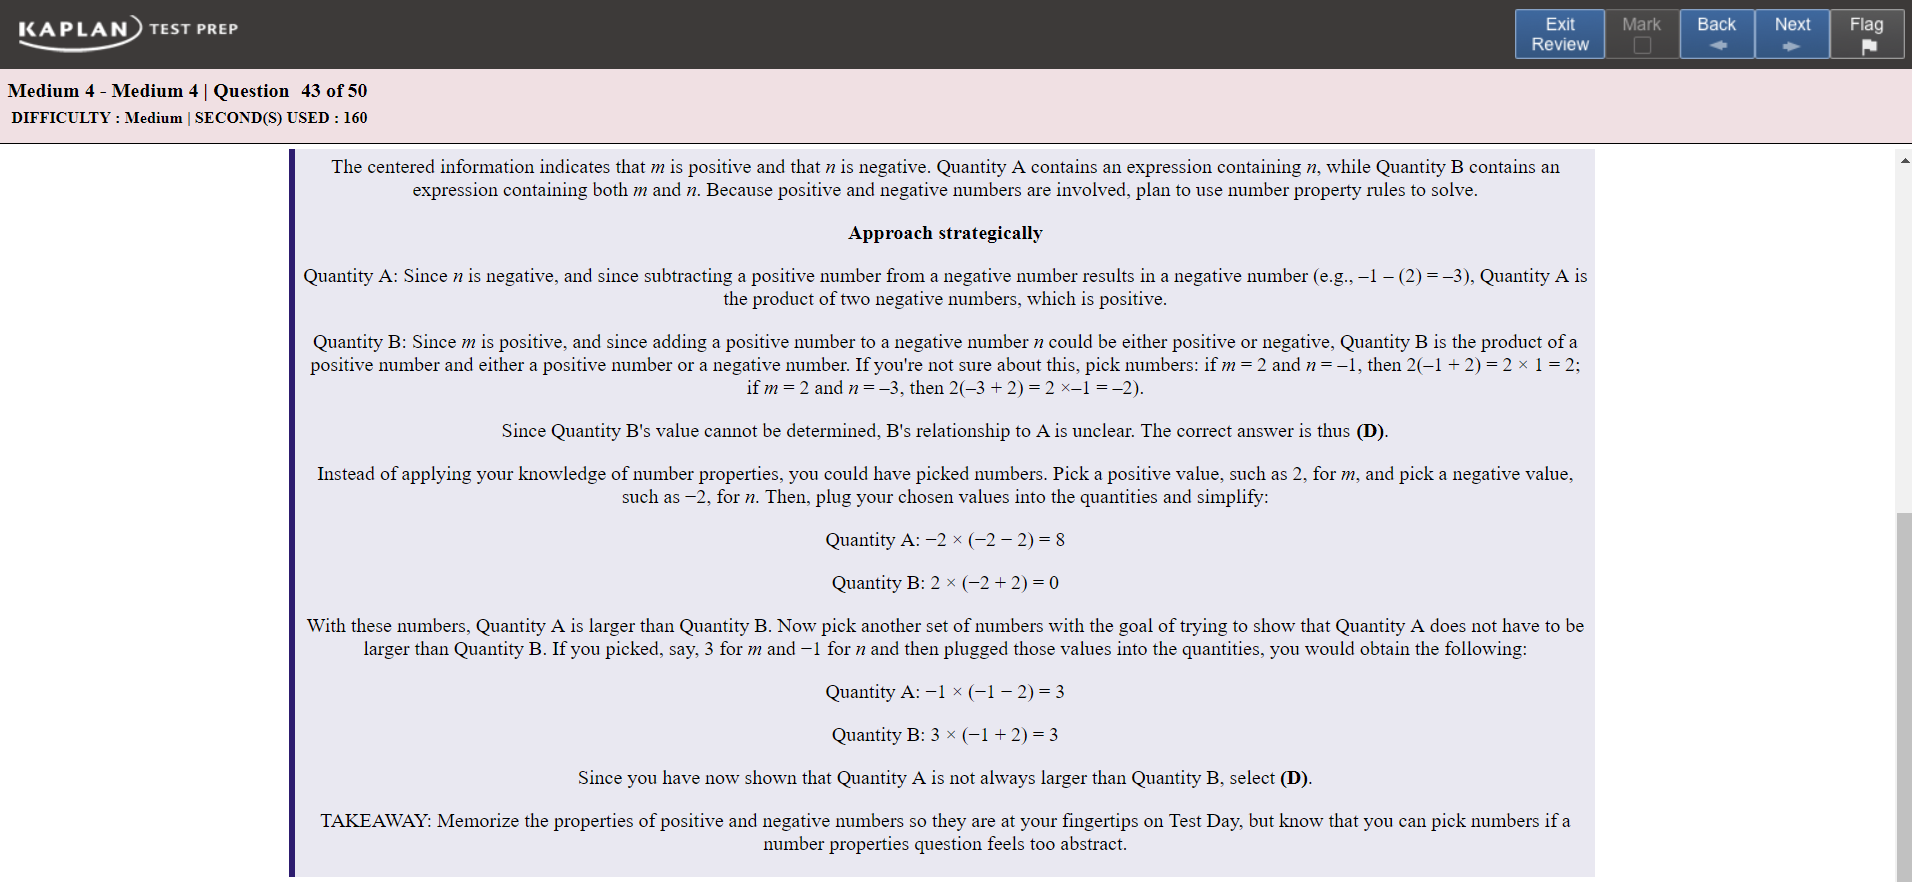 KAPLAN TEST PREP
Exit Review
Mark
Back
Next
Flag
Medium 4 - Medium 4 | Question 43 of 50
DIFFICULTY : Medium | SECOND(S) USED : 160
The centered information indicates that m is positive and that n is negative. Quantity A contains an expression containing n, while Quantity B contains an
expression containing both m and n. Because positive and negative numbers are involved, plan to use number property rules to solve.
Approach strategically
Quantity A: Since n is negative, and since subtracting a positive number from a negative number results in a negative number (e.g., –1 – (2) = –3), Quantity A is
the product of two negative numbers, which is positive.
Quantity B: Since m is positive, and since adding a positive number to a negative number n could be either positive or negative, Quantity B is the product of a
positive number and either a positive number or a negative number. If you're not sure about this, pick numbers: if m = 2 and n = –1, then 2(–1 + 2) = 2 × 1 = 2;
if m = 2 and n = –3, then 2(–3 + 2) = 2 ×–1 = –2).
Since Quantity B's value cannot be determined, B's relationship to A is unclear. The correct answer is thus (D).
Instead of applying your knowledge of number properties, you could have picked numbers. Pick a positive value, such as 2, for m, and pick a negative value,
such as −2, for n. Then, plug your chosen values into the quantities and simplify:
Quantity A: −2 × (−2 − 2) = 8
Quantity B: 2 × (−2 + 2) = 0
With these numbers, Quantity A is larger than Quantity B. Now pick another set of numbers with the goal of trying to show that Quantity A does not have to be
larger than Quantity B. If you picked, say, 3 for m and −1 for n and then plugged those values into the quantities, you would obtain the following:
Quantity A: −1 × (−1 − 2) = 3
Quantity B: 3 × (−1 + 2) = 3
Since you have now shown that Quantity A is not always larger than Quantity B, select (D).
TAKEAWAY: Memorize the properties of positive and negative numbers so they are at your fingertips on Test Day, but know that you can pick numbers if a
number properties question feels too abstract.